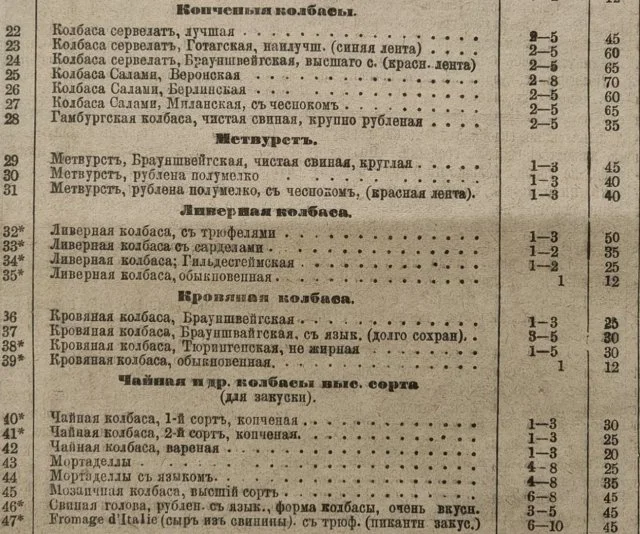 Копченыя колбасы.
22 Колбаса сервелатъ, лучшая 2—5 45
23 Колбаса сервелатъ, Готагская, наилучш. (синяя лента) 2—5 60
24 Колбаса сервелатъ, Брауншвейгская, высшаго с. (красн. лента) 2—5 65
25 Колбаса Салами, Веронская 2—8 70
26 Колбаса Салами, Берлинская 2—5 60
27 Колбаса Салами, Миланская, съ чеснокомъ 2—5 65
28 Гамбургская колбаса, чистая свиная, крупно рубленая 2—5 35
Метвурстъ.
29 Метвурстъ, Брауншвейгская, чистая свиная, круглая 1—3 45
30 Метвурстъ, рублена полумелко 1—3 40
31 Метвурстъ, рублена полумелко, съ чеснокомъ, (красная лента). 1—3 40
Ливерная колбаса.
32* Ливерная колбаса, съ трюфелями 1—3 50
33* Ливерная колбаса съ сарделами 1—2 35
34* Ливерная колбаса; Гильдесгеймская 1—2 25
35* Ливерная колбаса, обыкновенная 1 12
Кровяная колбаса.
36 Кровяная колбаса, Брауншвейгская 1—3 25
37 Кровяная колбаса, Брауншвайгская, съ язык. (долго сохран). 3—5 30
38* Кровяная колбаса, Тюрингенская, не жирная 1—5 30
39* Кровяная колбаса, обыкновенная. 1 12
Чайная и др. колбасы выс. сорта
(для закуски).
40* Чайная колбаса, 1-й сортъ, копченая 1—3 30
41* Чайная колбаса, 2-й сортъ, копченая. 1—3 25
42 Чайная колбаса, вареная 1—3 20
43 Мортаделлы 4—8 25
44 Мортаделлы съ языкомъ 4—8 35
45 Мозаичная колбаса, высшій сортъ 6—8 45
46* Свиная голова, рублен. съ язык., форма колбасы, очень вкусн. 3—5 45
47* Fromage d'Italie (сыръ изъ свинины). съ трюф. (пикантн закус.) 6—10 45